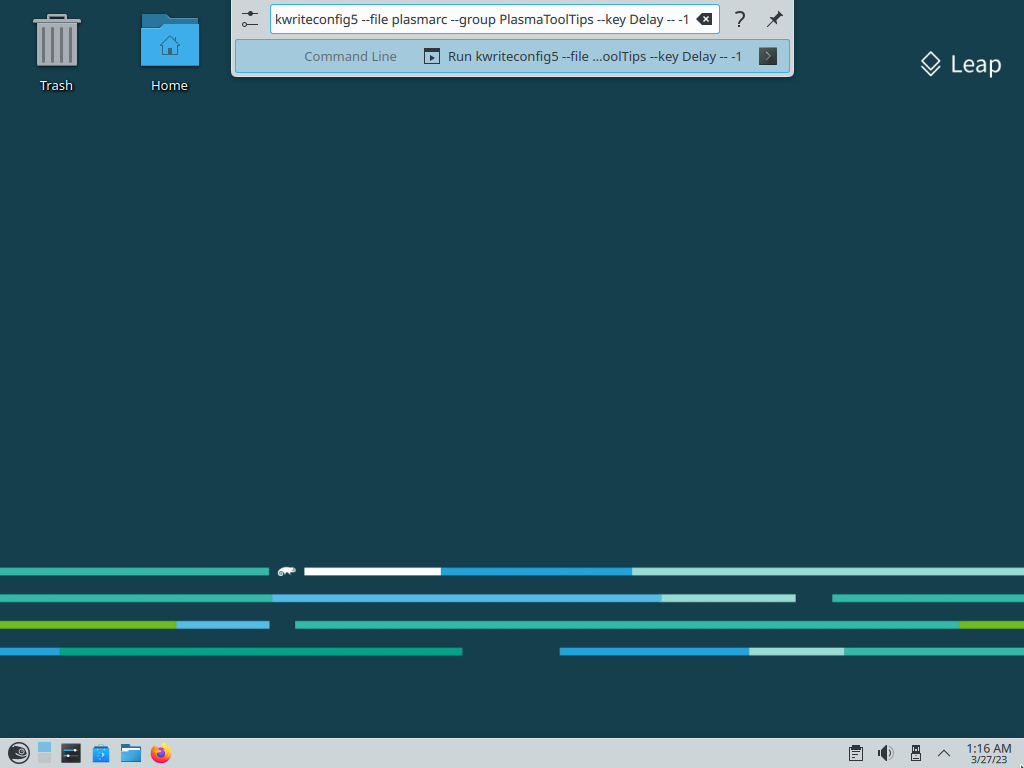 kwriteconfig5 --file plasmarc --group PlasmaToolTips --key Delay -- -1
?
Command Line
Run kwriteconfig5 --file ...oolTips --key Delay -- -1
Trash
Home
Leap
1:16 AM
3/27/23